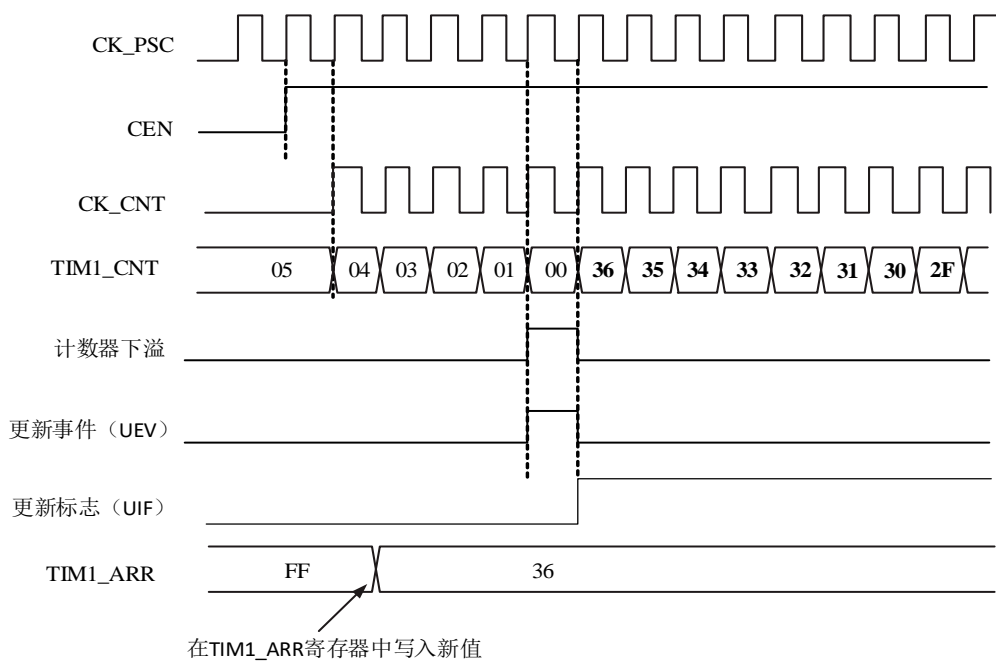 CK_PSC
CEN
CK_CNT
TIM1_CNT 05 04 03 02 01 00 36 35 34 33 32 31 30 2F
计数器下溢
更新事件（UEV）
更新标志（UIF）
TIM1_ARR FF 36
在TIM1_ARR寄存器中写入新值